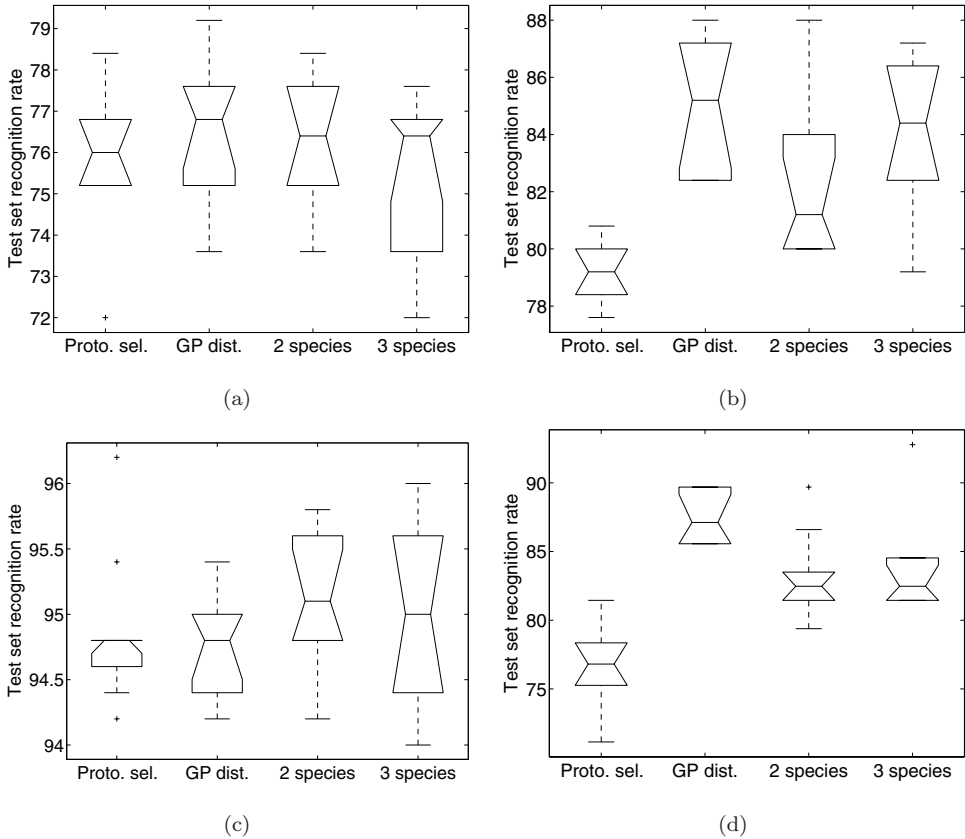 Test set recognition rate
79
78
77
76
75
74
73
72
Proto. sel. GP dist. 2 species 3 species
(a)
Test set recognition rate
88
86
84
82
80
78
Proto. sel. GP dist. 2 species 3 species
(b)
Test set recognition rate
96
95.5
95
94.5
94
Proto. sel. GP dist. 2 species 3 species
(c)
Test set recognition rate
90
85
80
75
Proto. sel. GP dist. 2 species 3 species
(d)